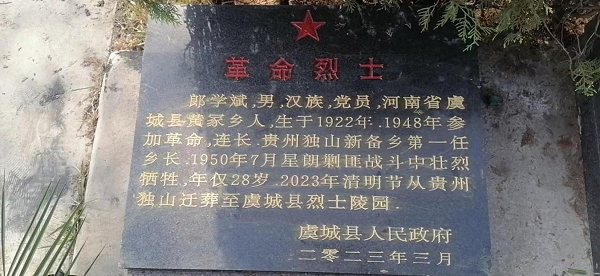 革命烈士
郎学斌,男,汉族,党员,河南省虞
城县黄冢乡人,生于1922年.1948年参
加革命,连长.贵州独山新备乡第一任
乡长.1950年7月星朗剿匪战斗中壮烈
牺牲,年仅28岁.2023年清明节从贵州
独山迁葬至虞城县烈士陵园.
虞城县人民政府
二零二三年三月